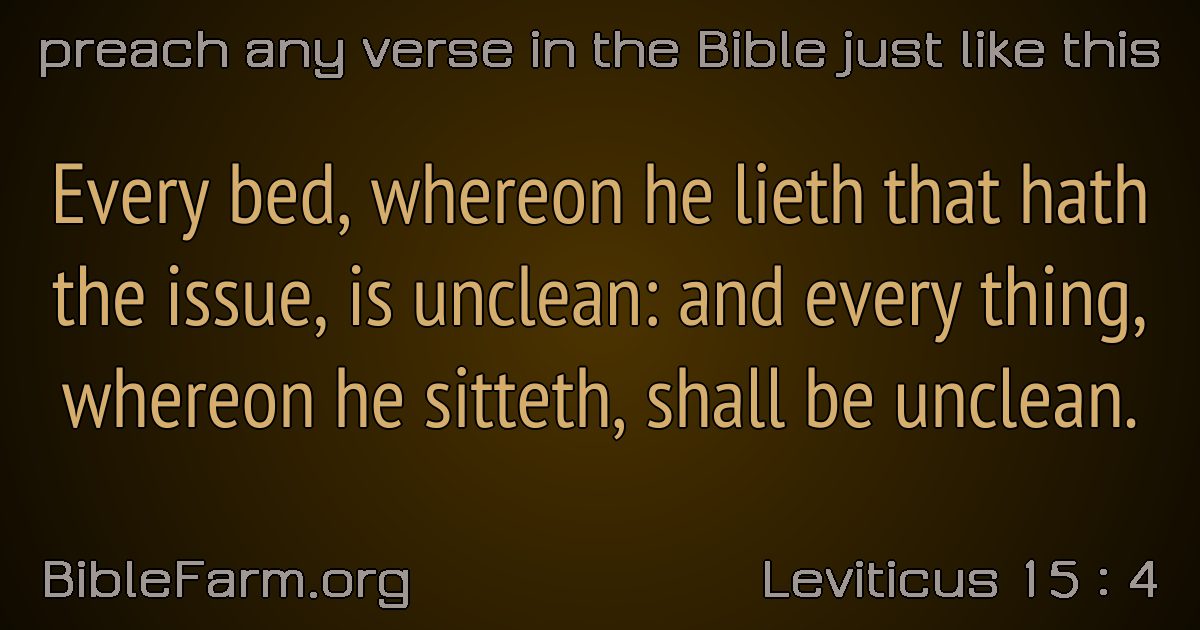 preach any verse in the Bible just like this
Every bed, whereon he lieth that hath
the issue, is unclean: and every thing,
whereon he sitteth, shall be unclean.
BibleFarm.org
Leviticus 15 : 4